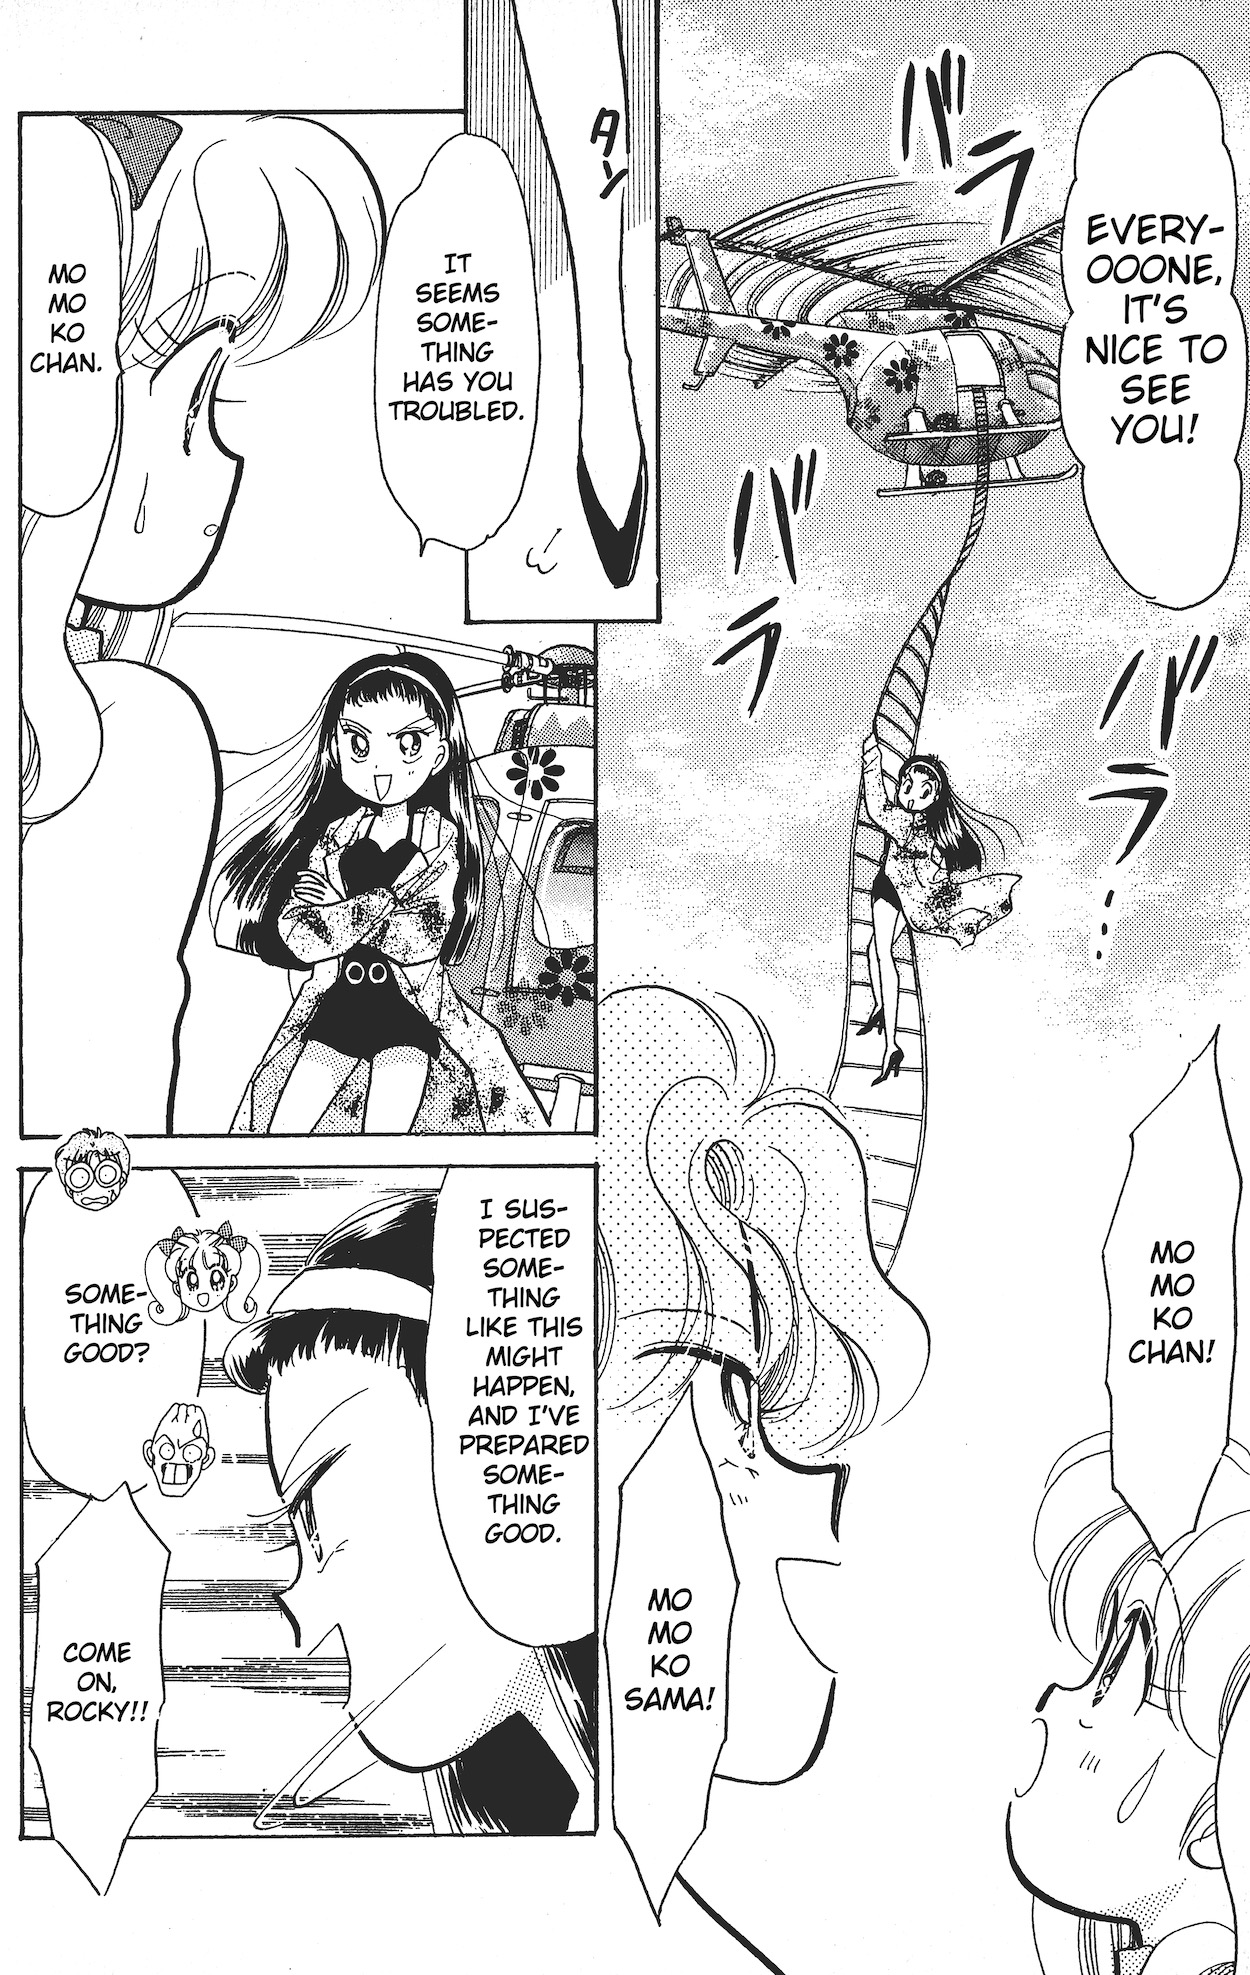 EVERY-
OOONE,
IT'S
NICE TO
SEE
YOU!
バラ
バラ
バラ...
MO
MO
KO
CHAN!
MO
MO
KO
SAMA!
タン
IT
SEEMS
SOME-
THING
HAS YOU
TROUBLED.
MO
MO
KO
CHAN.
I SUS-
PECTED
SOME-
THING
LIKE THIS
MIGHT
HAPPEN,
AND I'VE
PREPARED
SOME-
THING
GOOD.
SOME-
THING
GOOD?
COME
ON,
ROCKY!!